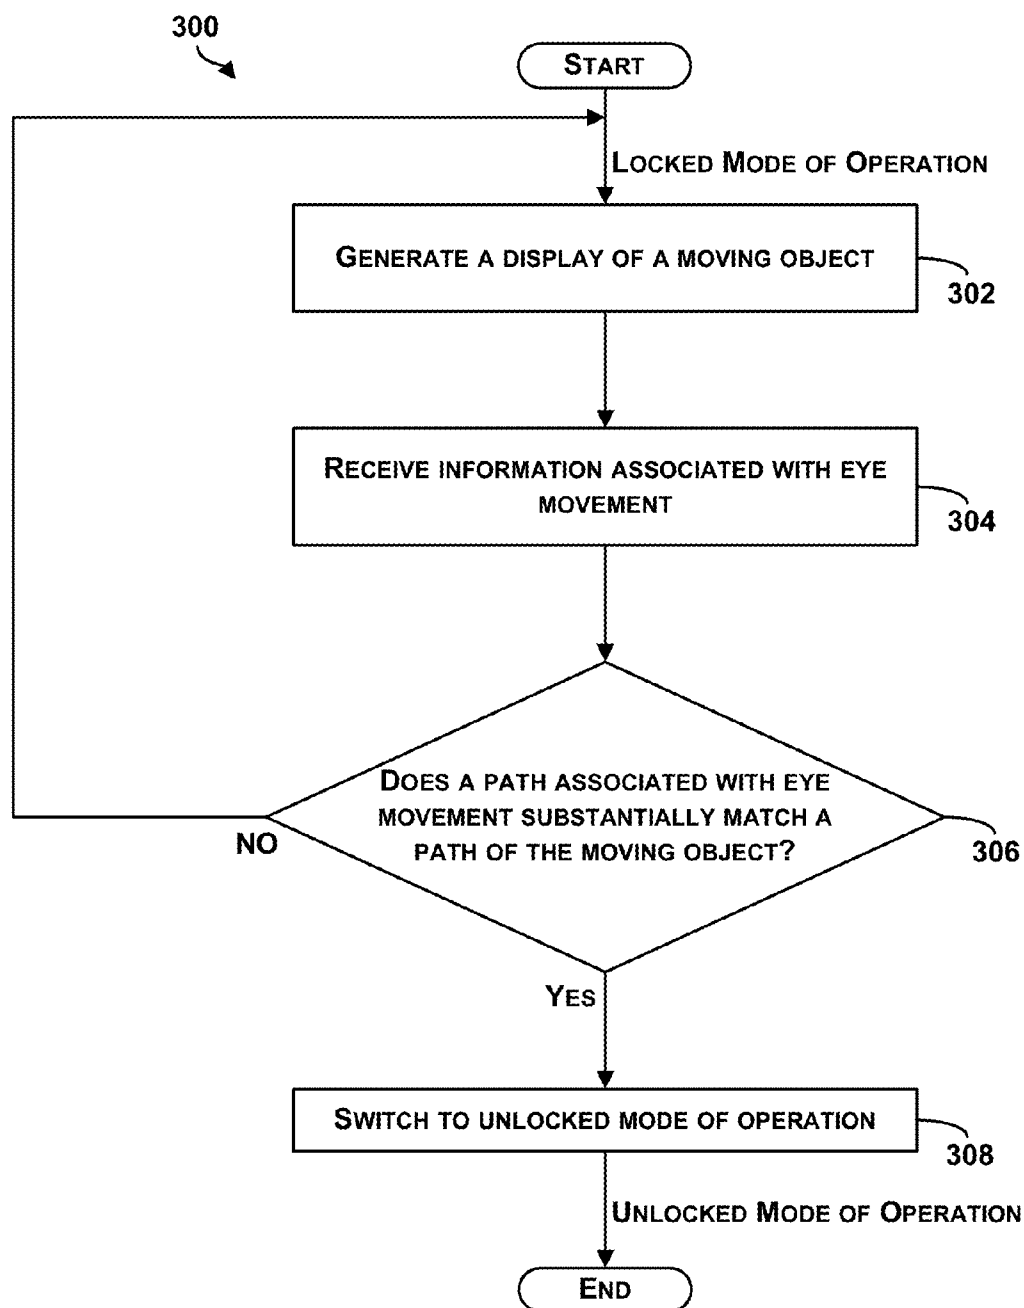 300
START
LOCKED MODE OF OPERATION
GENERATE A DISPLAY OF A MOVING OBJECT
302
RECEIVE INFORMATION ASSOCIATED WITH EYE
MOVEMENT
304
DOES A PATH ASSOCIATED WITH EYE
MOVEMENT SUBSTANTIALLY MATCH A
PATH OF THE MOVING OBJECT?
306
NO
YES
SWITCH TO UNLOCKED MODE OF OPERATION
308
UNLOCKED MODE OF OPERATION
END